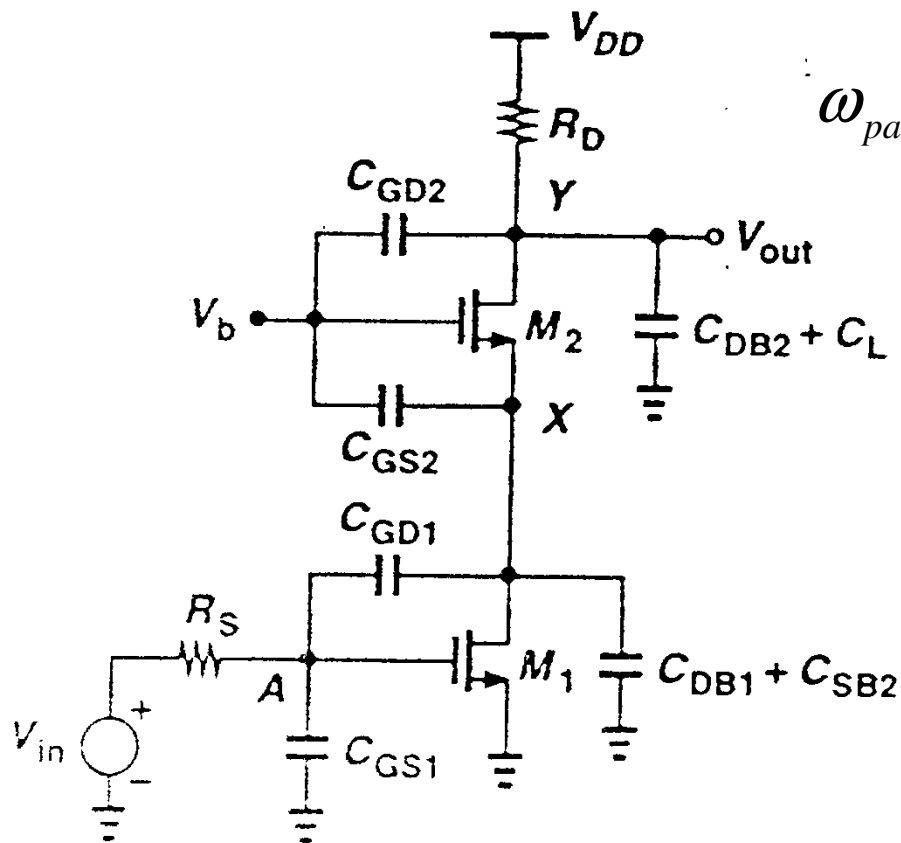 V_DD
ω_pa
R_D
C_GD2
Y
V_out
V_b
M_2
C_DB2 + C_L
X
C_GS2
C_GD1
R_S
A
M_1
C_DB1 + C_SB2
V_in
+
−
C_GS1